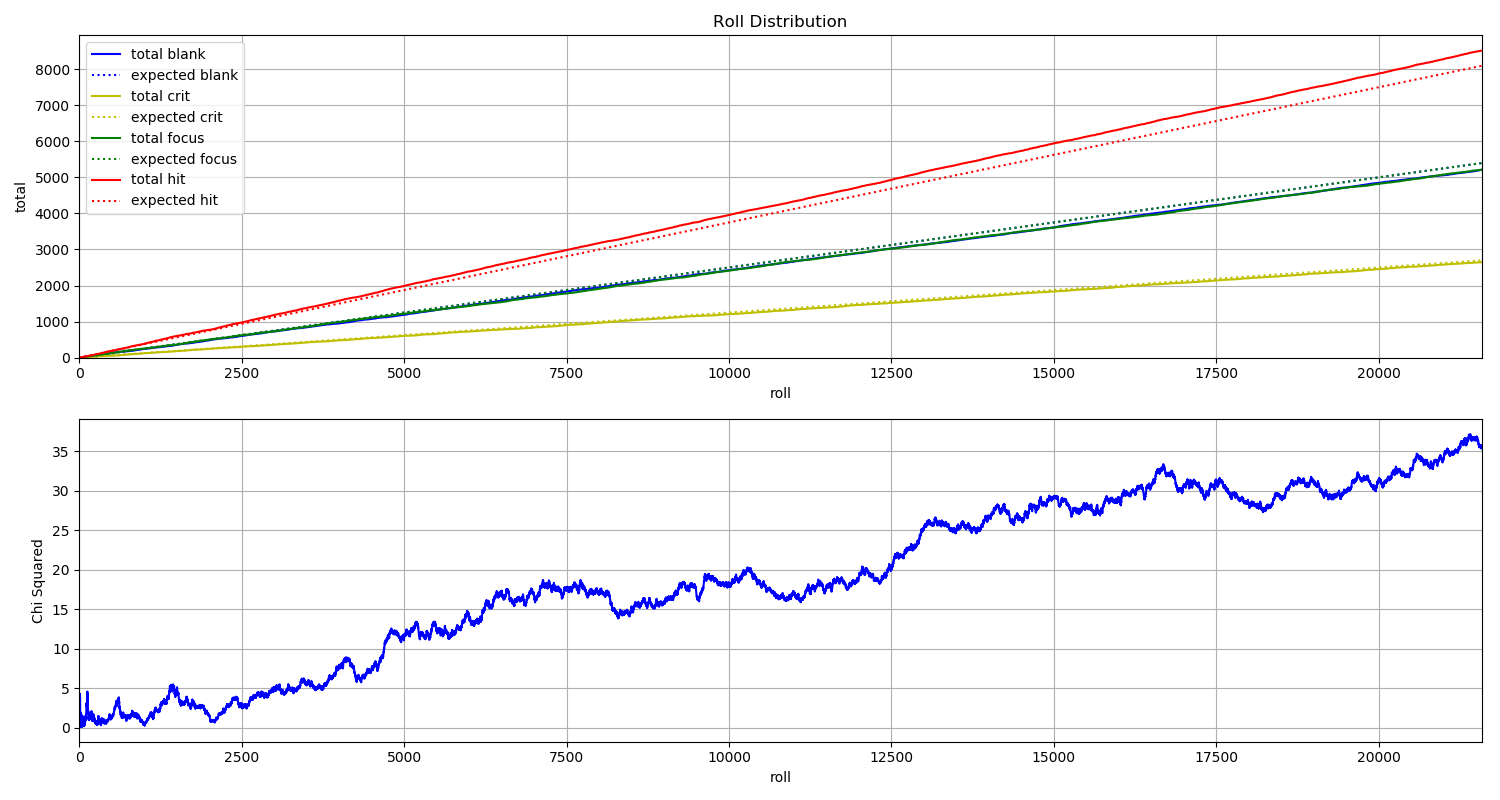 Roll Distribution
total blank
expected blank
total crit
expected crit
total focus
expected focus
total hit
expected hit
total
8000
7000
6000
5000
4000
3000
2000
1000
0
0 2500 5000 7500 10000 12500 15000 17500 20000
roll
Chi Squared
35
30
25
20
15
10
5
0
0 2500 5000 7500 10000 12500 15000 17500 20000
roll